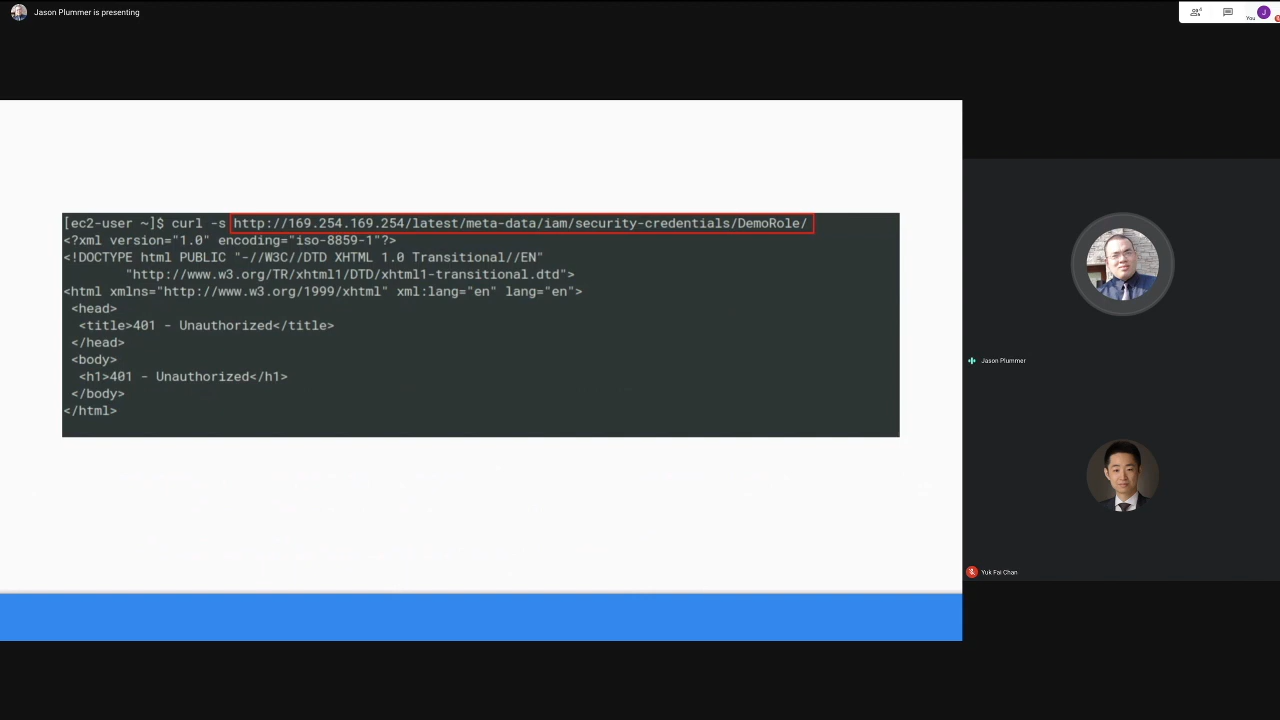 Jason Plummer is presenting
4
You
J
[ec2-user ~]$ curl -s http://169.254.169.254/latest/meta-data/iam/security-credentials/DemoRole/
<?xml version="1.0" encoding="iso-8859-1"?>
<!DOCTYPE html PUBLIC "-//W3C//DTD XHTML 1.0 Transitional//EN"
        "http://www.w3.org/TR/xhtml1/DTD/xhtml1-transitional.dtd">
<html xmlns="http://www.w3.org/1999/xhtml" xml:lang="en" lang="en">
 <head>
  <title>401 - Unauthorized</title>
 </head>
 <body>
  <h1>401 - Unauthorized</h1>
 </body>
</html>
Jason Plummer
Yuk Fai Chan